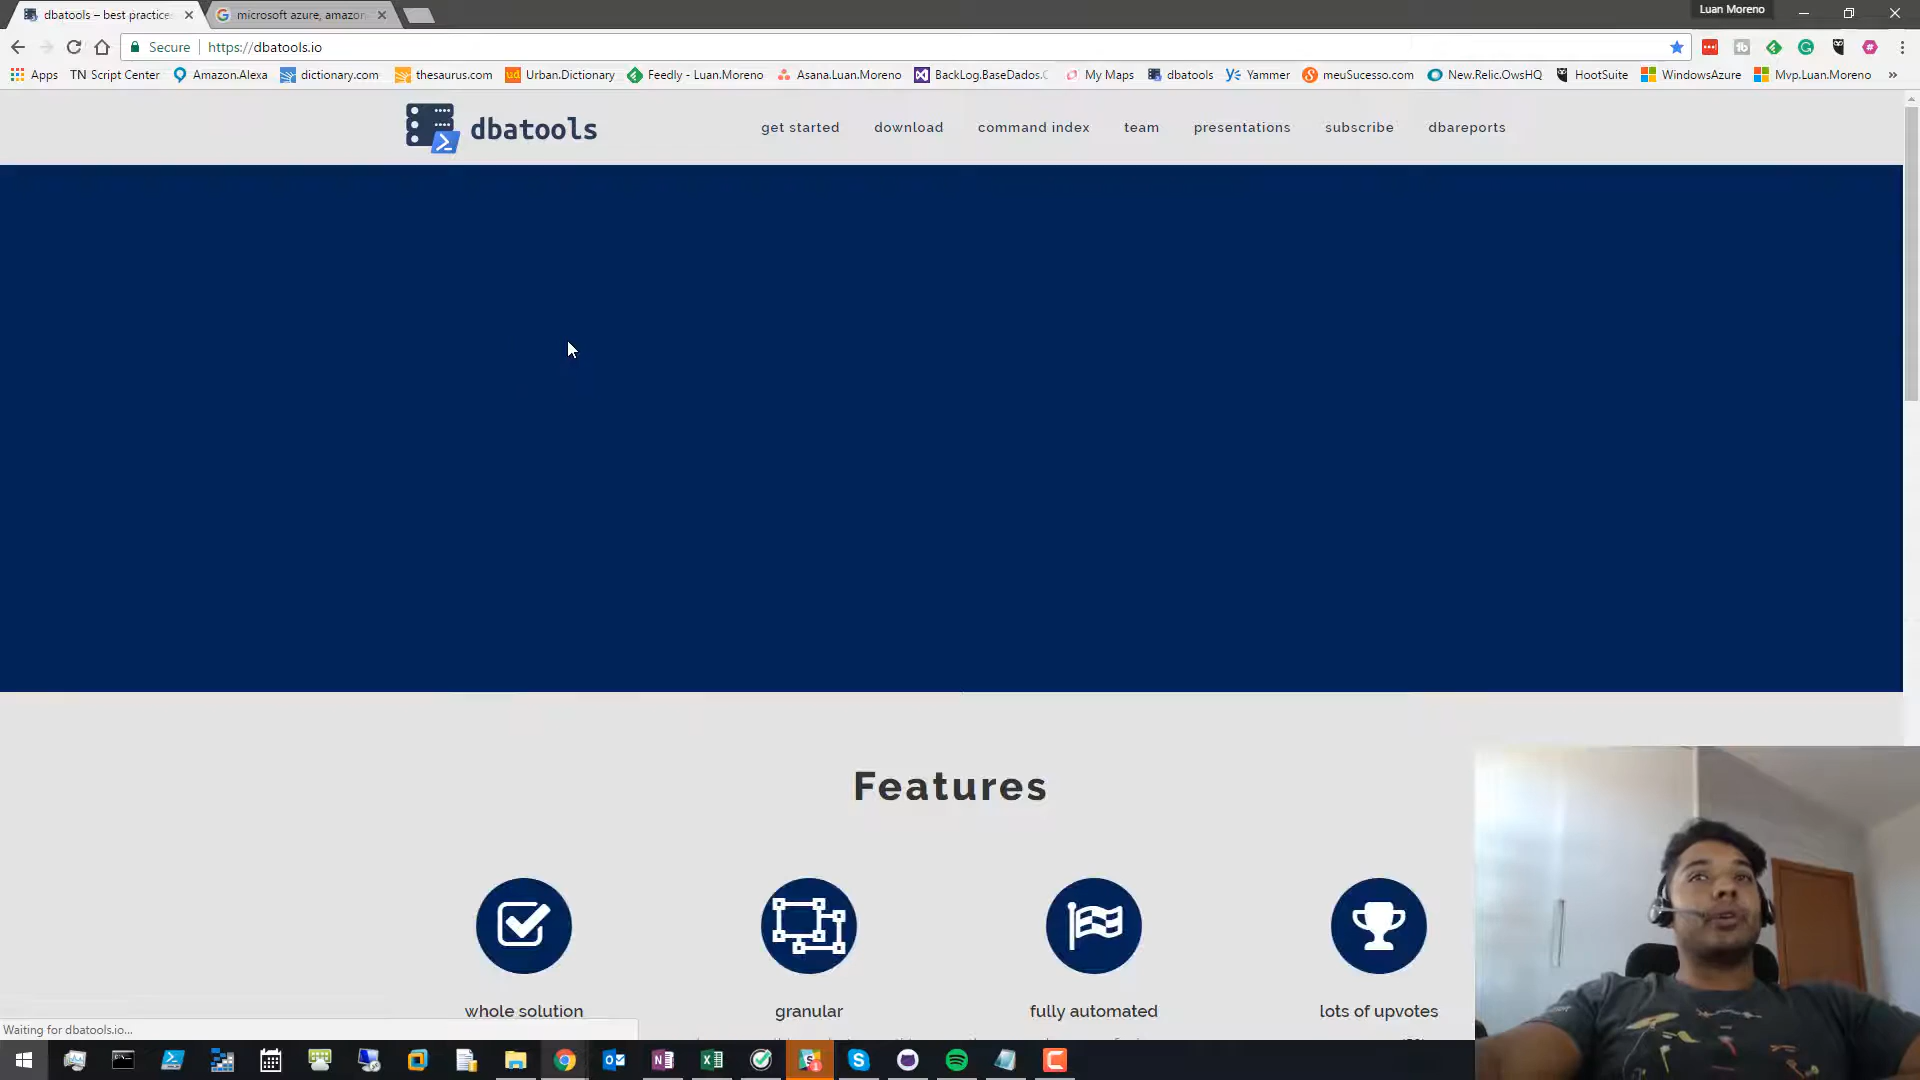 dbatools – best practice
microsoft azure, amazon
Luan Moreno
Secure
https://dbatools.io
Apps
TN Script Center
Amazon.Alexa
dictionary.com
thesaurus.com
Urban.Dictionary
Feedly - Luan.Moreno
Asana.Luan.Moreno
BackLog.BaseDados.C
My Maps
dbatools
Yammer
meuSucesso.com
New.Relic.OwsHQ
HootSuite
WindowsAzure
Mvp.Luan.Moreno
dbatools
get started
download
command index
team
presentations
subscribe
dbareports
Features
whole solution
granular
fully automated
lots of upvotes
Waiting for dbatools.io...